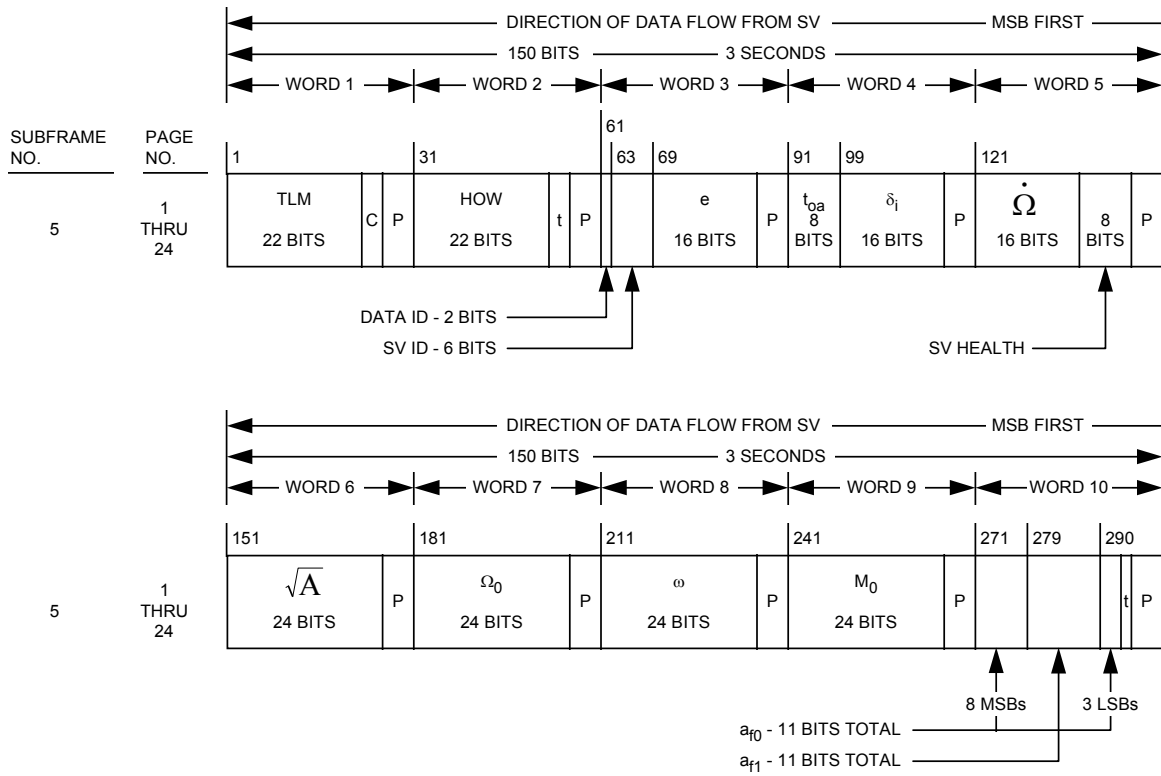 DIRECTION OF DATA FLOW FROM SV MSB FIRST
150 BITS 3 SECONDS
WORD 1 WORD 2 WORD 3 WORD 4 WORD 5
SUBFRAME NO. PAGE NO.
61
1 31 63 69 91 99 121
5
1 THRU 24
TLM 22 BITS C P HOW 22 BITS t P e 16 BITS P t_oa 8 BITS δ_i 16 BITS P Ω̇ 16 BITS 8 BITS P
DATA ID - 2 BITS
SV ID - 6 BITS SV HEALTH
DIRECTION OF DATA FLOW FROM SV MSB FIRST
150 BITS 3 SECONDS
WORD 6 WORD 7 WORD 8 WORD 9 WORD 10
151 181 211 241 271 279 290
5
1 THRU 24
√A 24 BITS P Ω_0 24 BITS P ω 24 BITS P M_0 24 BITS P t P
8 MSBs 3 LSBs
a_f0 - 11 BITS TOTAL
a_f1 - 11 BITS TOTAL